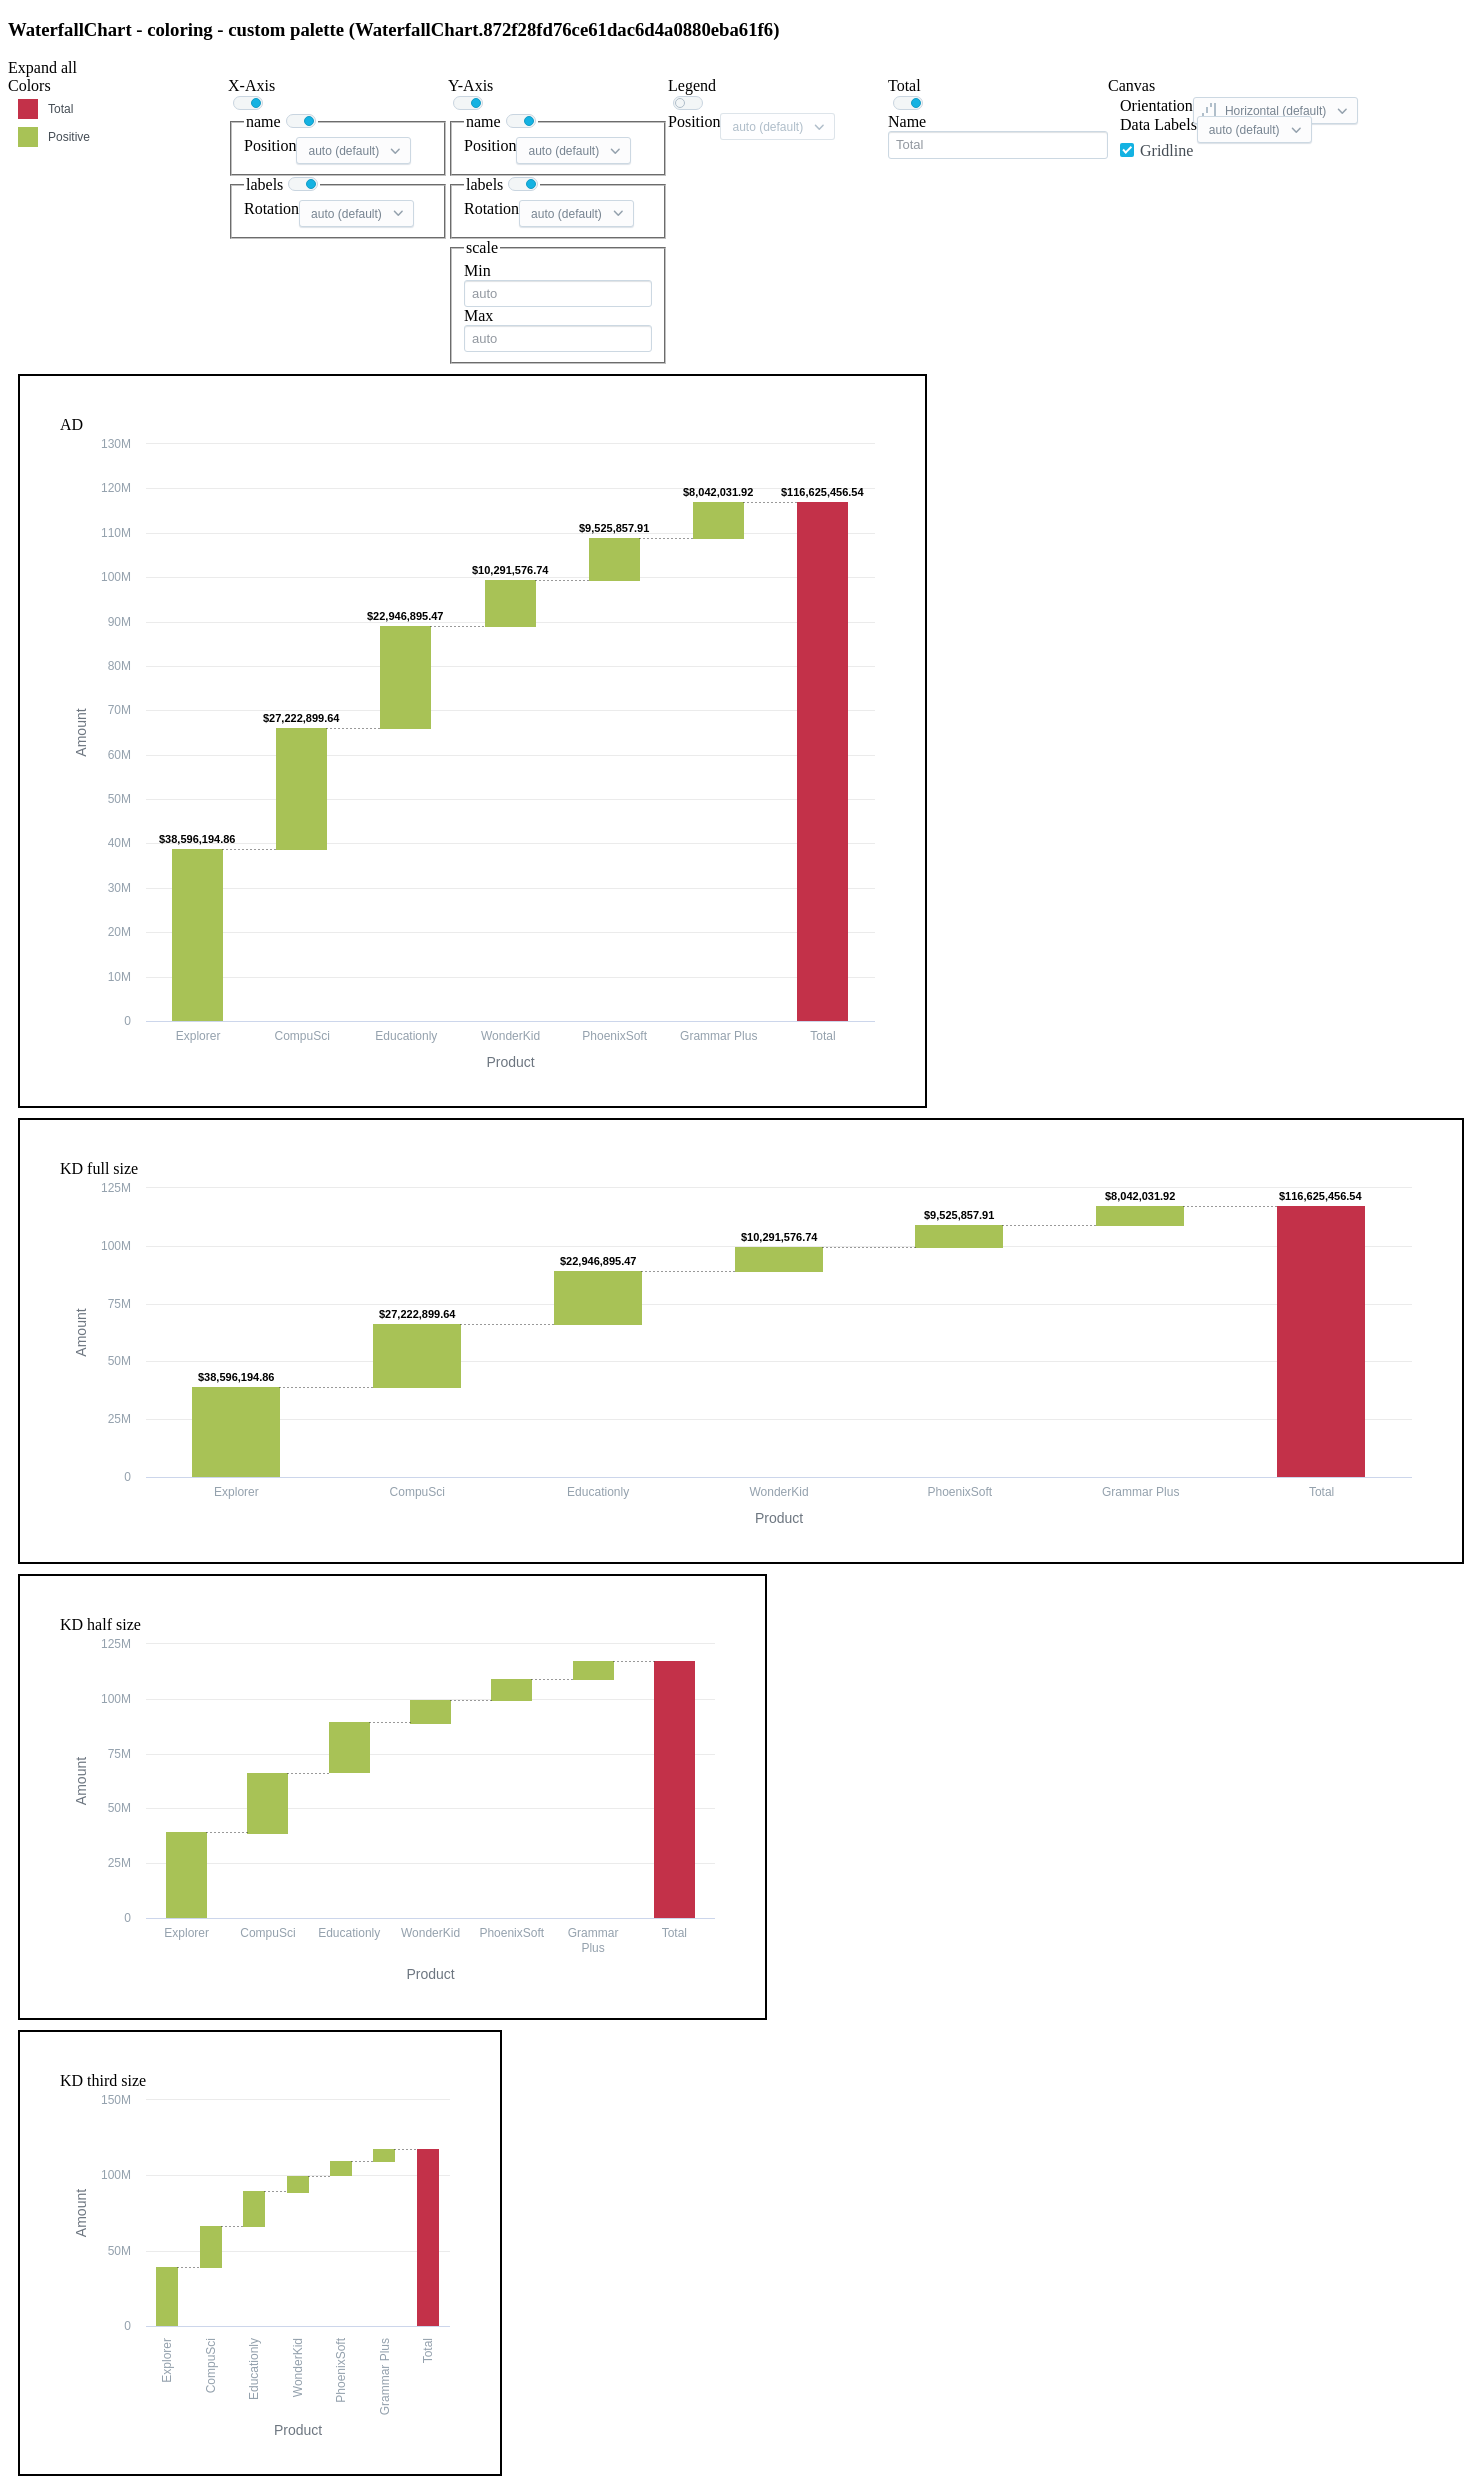 WaterfallChart - coloring - custom palette (WaterfallChart.872f28fd76ce61dac6d4a0880eba61f6)
Expand all
Colors
Total
Positive
X-Axis
name
Position auto (default)
labels
Rotation auto (default)
Y-Axis
name
Position auto (default)
labels
Rotation auto (default)
scale
Min
auto
Max
auto
Legend
Position auto (default)
Total
Name
Total
Canvas
Orientation Horizontal (default)
Data Labels auto (default)
Gridline
AD
130M
120M
110M
100M
90M
80M
70M
60M
50M
40M
30M
20M
10M
0
Amount
$38,596,194.86
$27,222,899.64
$22,946,895.47
$10,291,576.74
$9,525,857.91
$8,042,031.92
$116,625,456.54
Explorer CompuSci Educationly WonderKid PhoenixSoft Grammar Plus Total
Product
KD full size
125M
100M
75M
50M
25M
0
Amount
$38,596,194.86
$27,222,899.64
$22,946,895.47
$10,291,576.74
$9,525,857.91
$8,042,031.92
$116,625,456.54
Explorer CompuSci Educationly WonderKid PhoenixSoft Grammar Plus Total
Product
KD half size
125M
100M
75M
50M
25M
0
Amount
Explorer CompuSci Educationly WonderKid PhoenixSoft Grammar Total
Plus
Product
KD third size
150M
100M
50M
0
Amount
Explorer
CompuSci
Educationly
WonderKid
PhoenixSoft
Grammar Plus
Total
Product